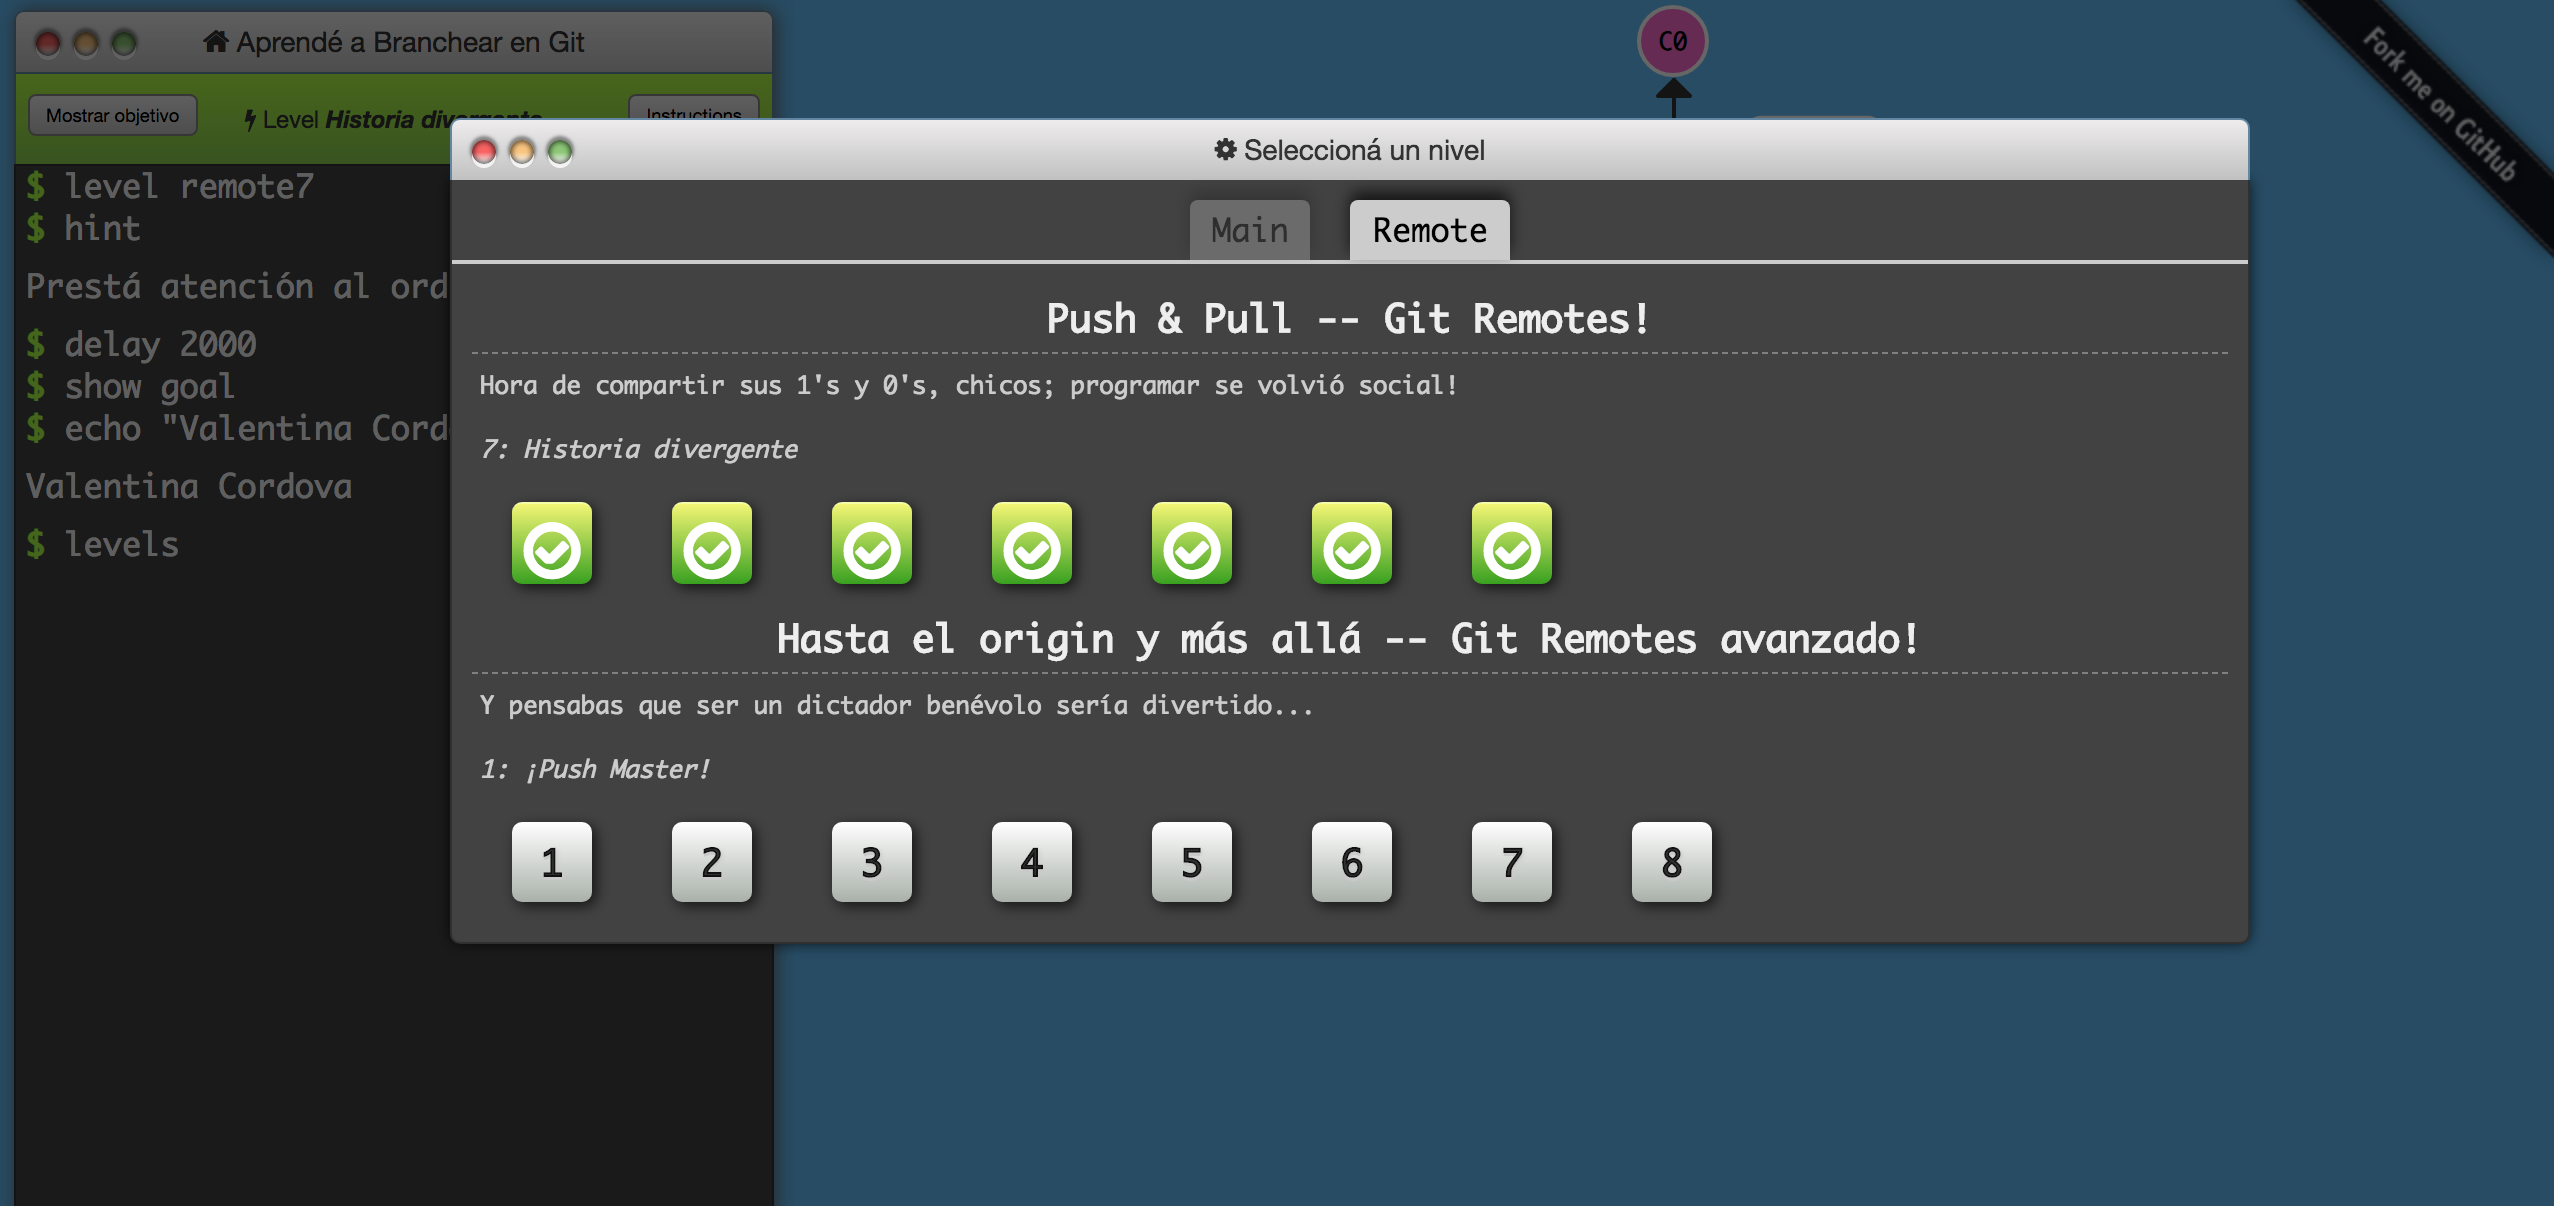 Aprendé a Branchear en Git
Mostrar objetivo
Level Historia divergente
Instructions
$ level remote7
$ hint
Prestá atención al ord
$ delay 2000
$ show goal
$ echo "Valentina Cord
Valentina Cordova
$ levels
C0
Fork me on GitHub
Seleccioná un nivel
Main
Remote
Push & Pull -- Git Remotes!
Hora de compartir sus 1's y 0's, chicos; programar se volvió social!
7: Historia divergente
Hasta el origin y más allá -- Git Remotes avanzado!
Y pensabas que ser un dictador benévolo sería divertido...
1: ¡Push Master!
1 2 3 4 5 6 7 8